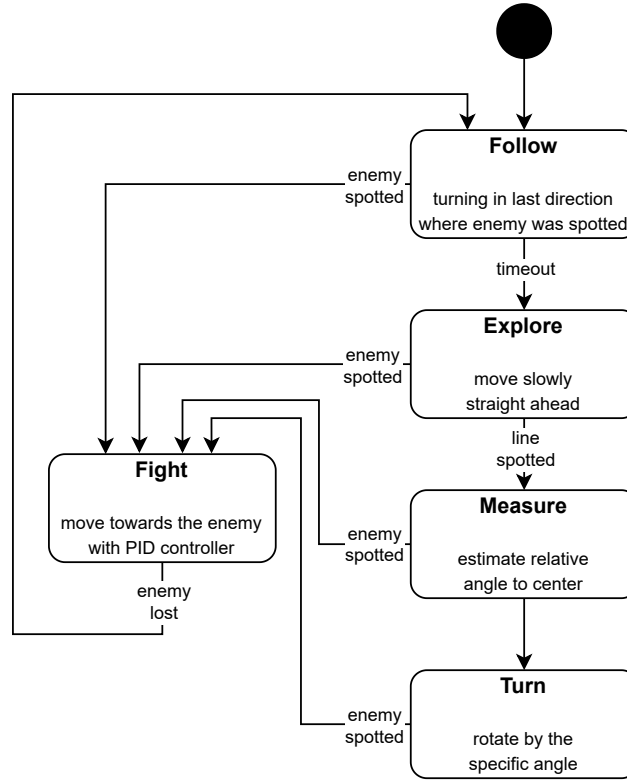 Follow
turning in last direction
where enemy was spotted
enemy
spotted
timeout
Explore
move slowly
straight ahead
enemy
spotted
line
spotted
Fight
move towards the enemy
with PID controller
enemy
lost
Measure
estimate relative
angle to center
enemy
spotted
Turn
rotate by the
specific angle
enemy
spotted